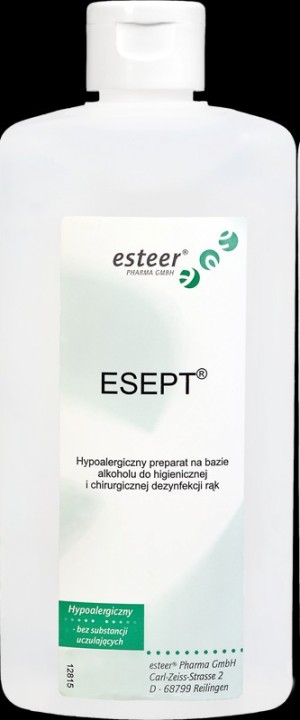 esteer®
PHARMA GMBH
ESEPT®
Hypoalergiczny preparat na bazie
alkoholu do higienicznej
i chirurgicznej dezynfekcji rąk
Hypoalergiczny
- bez substancji
uczulających
12815
esteer® Pharma GmbH
Carl-Zeiss-Strasse 2
D - 68799 Reilingen